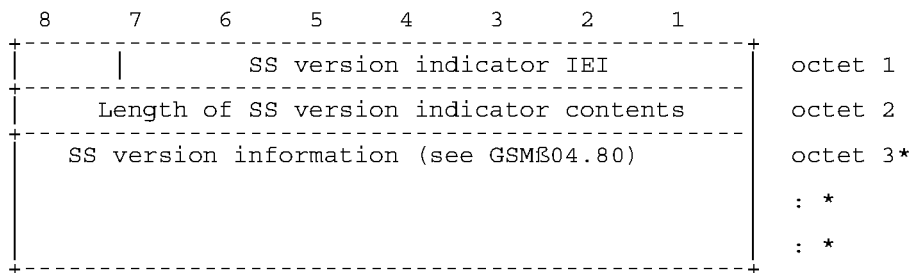 8 7 6 5 4 3 2 1
SS version indicator IEI octet 1
Length of SS version indicator contents octet 2
SS version information (see GSMß04.80) octet 3*
: *
: *